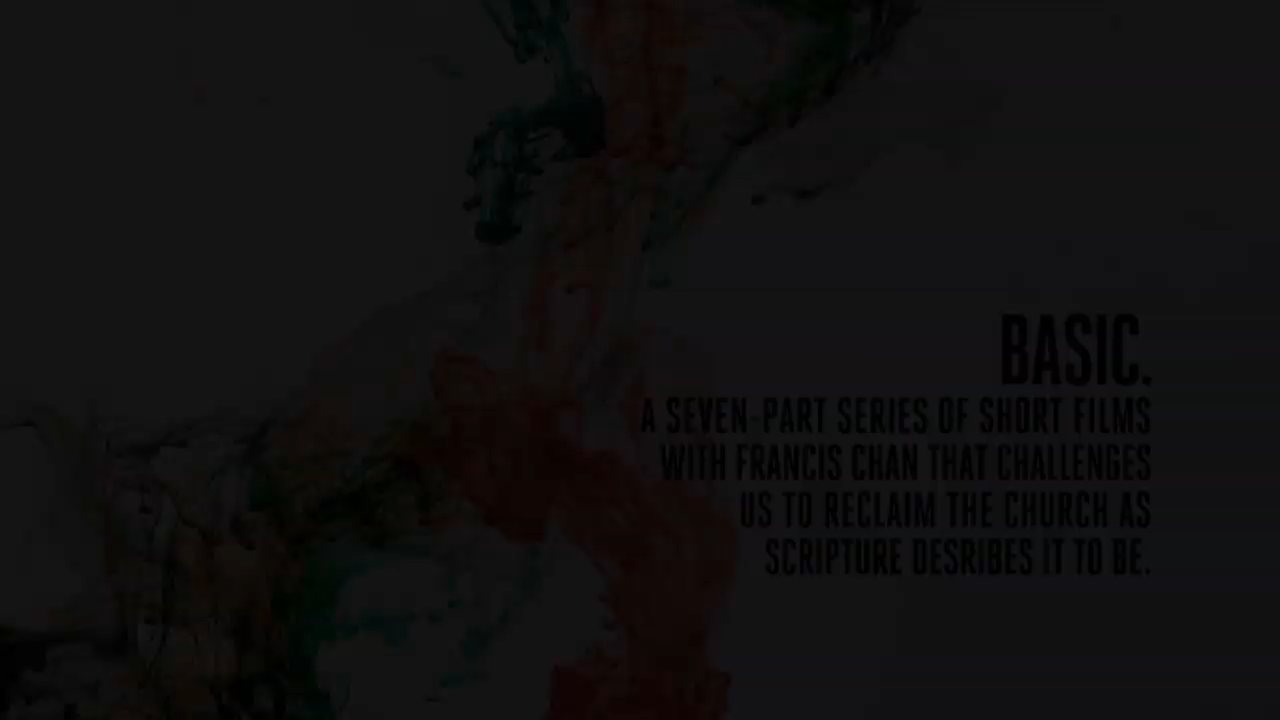 BASIC.
A SEVEN-PART SERIES OF SHORT FILMS
WITH FRANCIS CHAN THAT CHALLENGES
US TO RECLAIM THE CHURCH AS
SCRIPTURE DESRIBES IT TO BE.